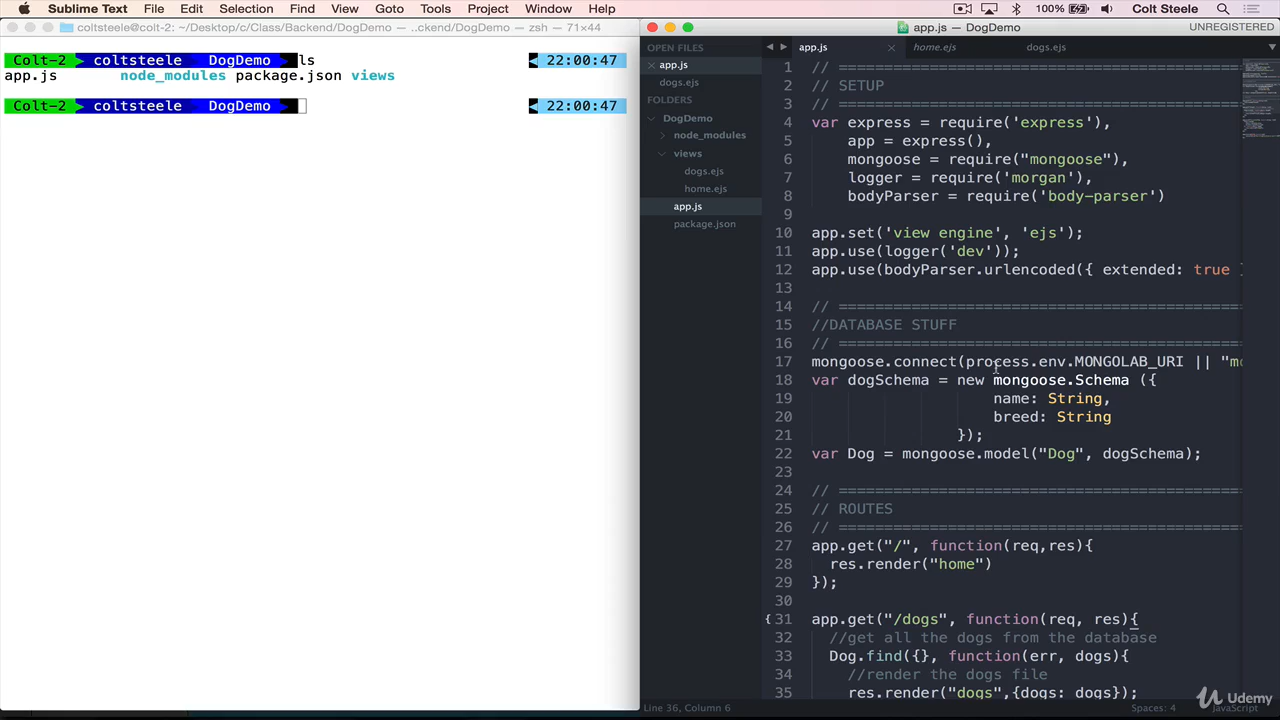 Sublime Text File Edit Selection Find View Goto Tools Project Window Help 100% Colt Steele
coltsteele@colt-2: ~/Desktop/c/Class/Backend/DogDemo — ..ckend/DogDemo — -zsh — 71×44
Colt-2 coltsteele DogDemo ls 22:00:47
app.js node_modules package.json views
Colt-2 coltsteele DogDemo 22:00:47
app.js — DogDemo UNREGISTERED
OPEN FILES
app.js
dogs.ejs
FOLDERS
DogDemo
node_modules
views
dogs.ejs
home.ejs
app.js
package.json
app.js home.ejs dogs.ejs
1 // =============================================
2 // SETUP
3 // =============================================
4 var express = require('express'),
5 app = express(),
6 mongoose = require("mongoose"),
7 logger = require('morgan'),
8 bodyParser = require('body-parser')
9
10 app.set('view engine', 'ejs');
11 app.use(logger('dev'));
12 app.use(bodyParser.urlencoded({ extended: true }
13
14 // =============================================
15 //DATABASE STUFF
16 // =============================================
17 mongoose.connect(process.env.MONGOLAB_URI || "mo
18 var dogSchema = new mongoose.Schema ({
19 name: String,
20 breed: String
21 });
22 var Dog = mongoose.model("Dog", dogSchema);
23
24 // =============================================
25 // ROUTES
26 // =============================================
27 app.get("/", function(req,res){
28 res.render("home")
29 });
30
31 app.get("/dogs", function(req, res){
32 //get all the dogs from the database
33 Dog.find({}, function(err, dogs){
34 //render the dogs file
35 res.render("dogs",{dogs: dogs});
Line 36, Column 6 Spaces: 4 JavaScript
Udemy